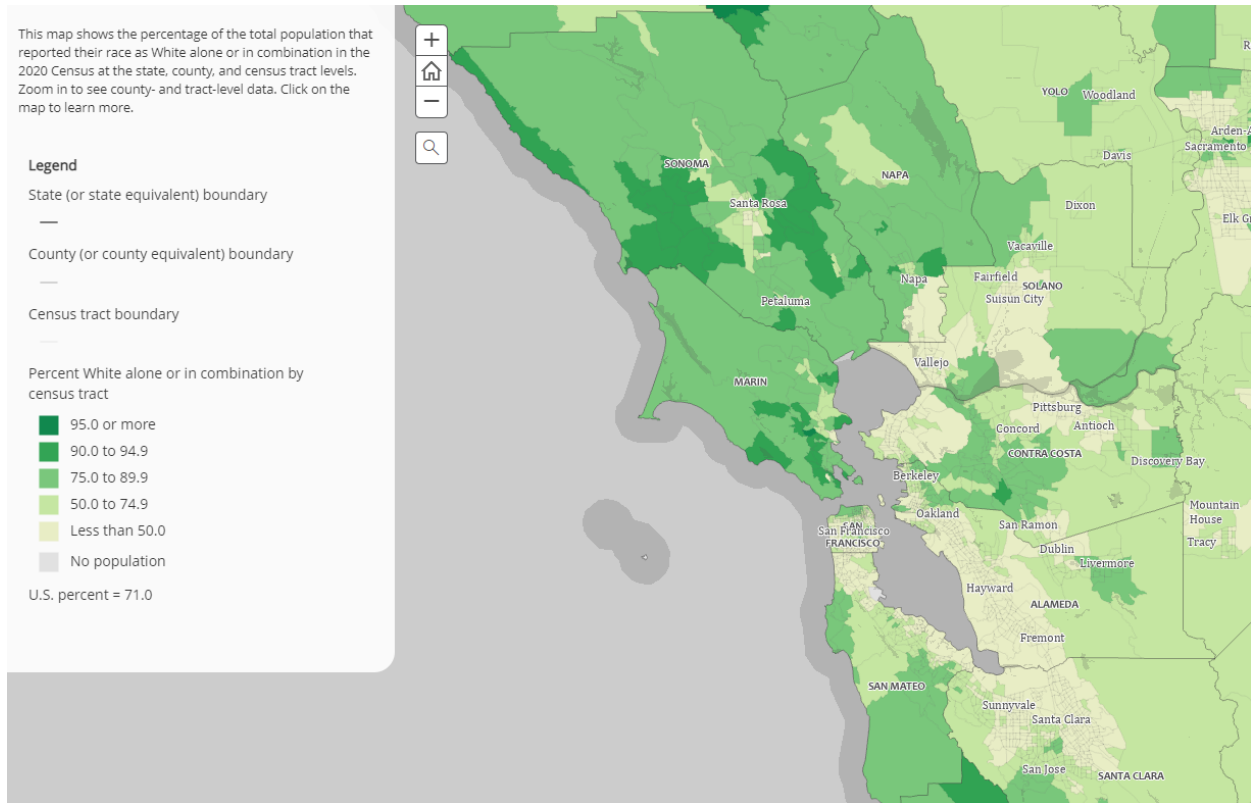 This map shows the percentage of the total population that
reported their race as White alone or in combination in the
2020 Census at the state, county, and census tract levels.
Zoom in to see county- and tract-level data. Click on the
map to learn more.
Legend
State (or state equivalent) boundary
County (or county equivalent) boundary
Census tract boundary
Percent White alone or in combination by
census tract
95.0 or more
90.0 to 94.9
75.0 to 89.9
50.0 to 74.9
Less than 50.0
No population
U.S. percent = 71.0
YOLO
Woodland
Arden-A
Sacramento
Davis
SONOMA
NAPA
Santa Rosa
Dixon
Elk G
Vacaville
Napa
Fairfield
SOLANO
Suisun City
Petaluma
Vallejo
MARIN
Pittsburg
Concord
Antioch
CONTRA COSTA
Discovery Bay
Berkeley
Oakland
San Ramon
Mountain
House
SAN
San Francisco
FRANCISCO
Dublin
Tracy
Livermore
Hayward
ALAMEDA
Fremont
SAN MATEO
Sunnyvale
Santa Clara
San Jose
SANTA CLARA